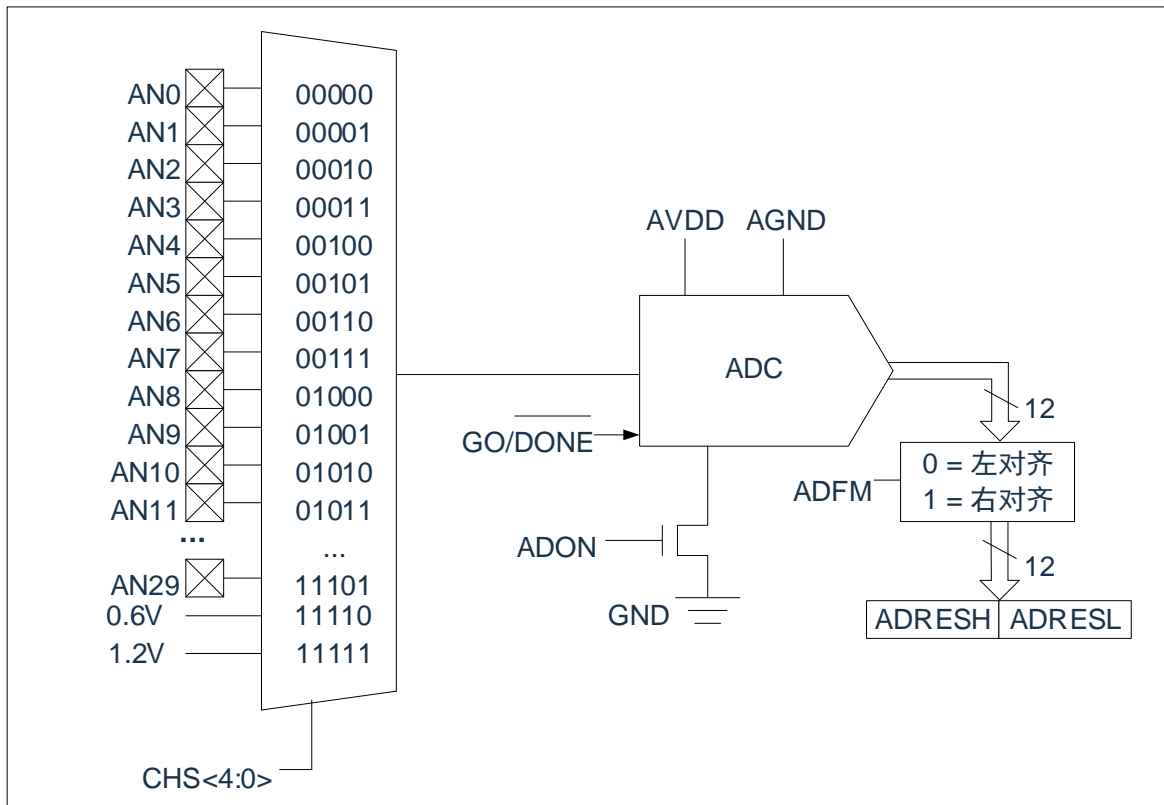 AN0 00000
AN1 00001
AN2 00010
AN3 00011
AN4 00100
AN5 00101
AN6 00110
AN7 00111
AN8 01000
AN9 01001
AN10 01010
AN11 01011
... ...
AN29 11101
0.6V 11110
1.2V 11111
CHS<4:0>
AVDD AGND
ADC
GO/DONE
ADON
GND
12
ADFM
0 = 左对齐
1 = 右对齐
12
ADRESH ADRESL